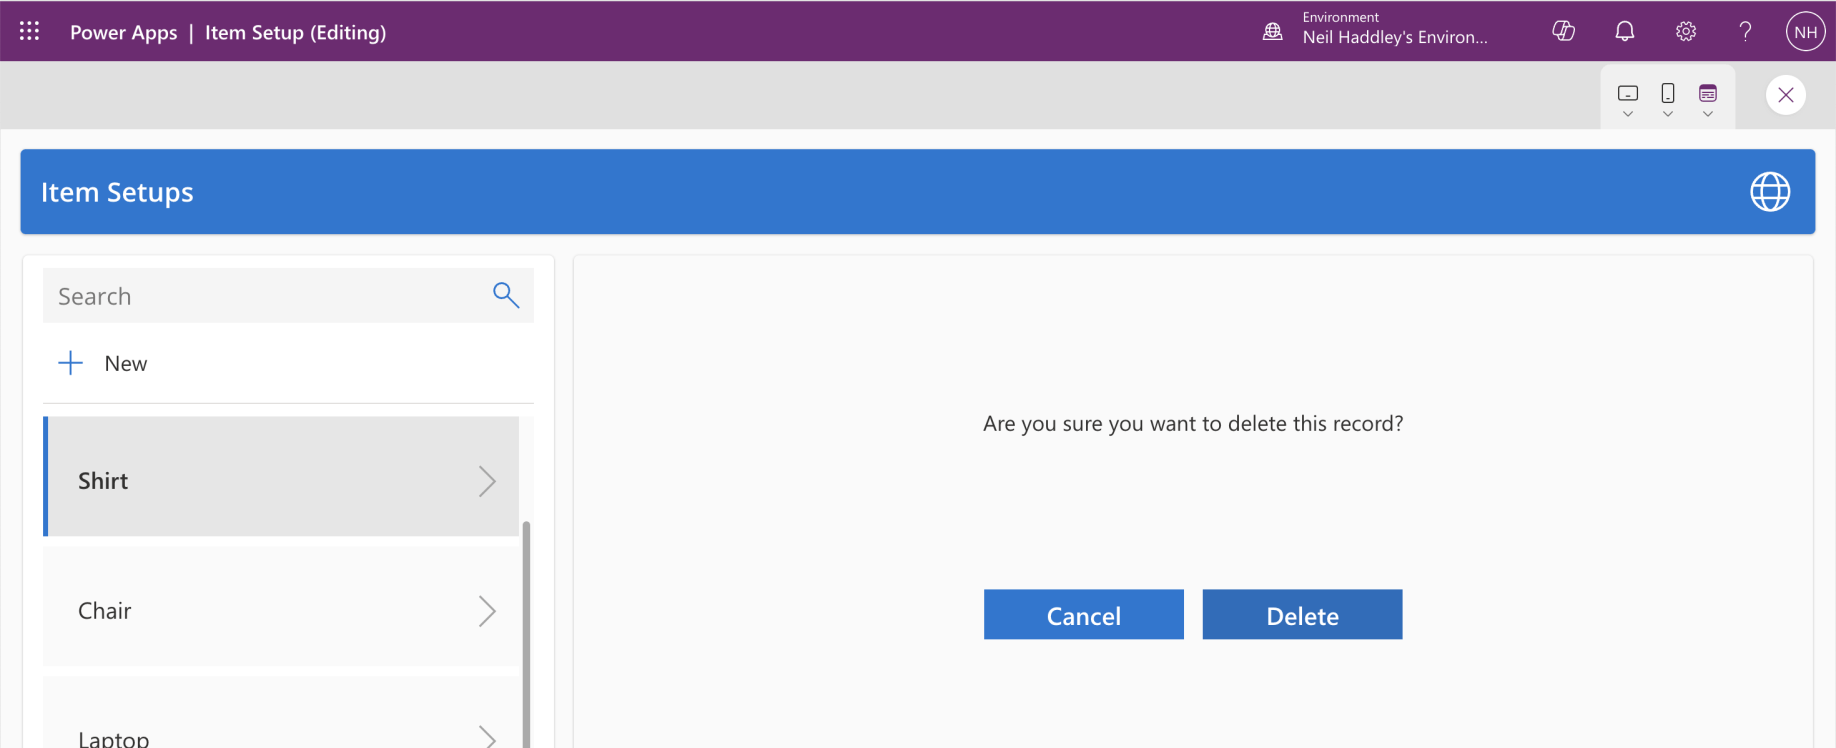 Power Apps | Item Setup (Editing)
Environment
Neil Haddley's Environ...
NH
Item Setups
Search
New
Shirt
Chair
Laptop
Are you sure you want to delete this record?
Cancel
Delete